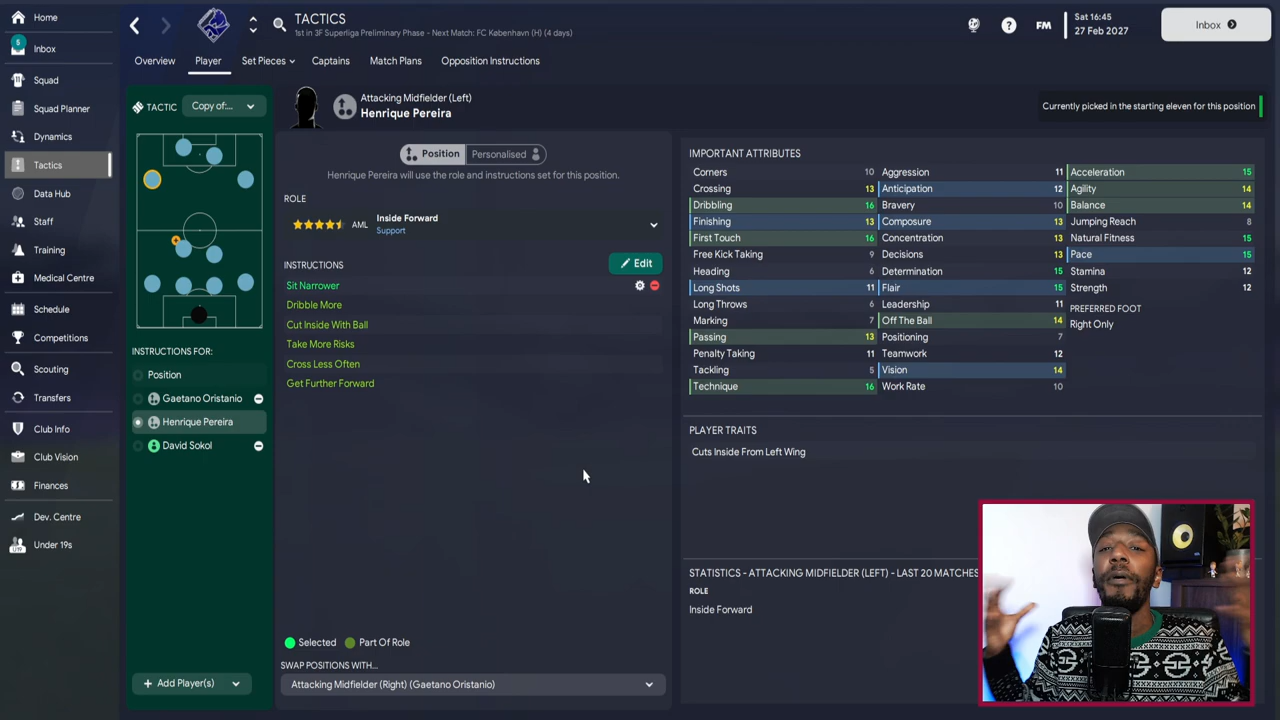 Home
5
Inbox
Squad
Squad Planner
Dynamics
Tactics
Data Hub
Staff
Training
Medical Centre
Schedule
Competitions
Scouting
Transfers
Club Info
Club Vision
Finances
Dev. Centre
Under 19s
TACTICS
1st in 3F Superliga Preliminary Phase - Next Match: FC København (H) (4 days)
FM
Sat 16:45
27 Feb 2027
Inbox
Overview
Player
Set Pieces
Captains
Match Plans
Opposition Instructions
TACTIC
Copy of:...
INSTRUCTIONS FOR:
Position
Gaetano Oristanio
Henrique Pereira
David Sokol
Add Player(s)
Attacking Midfielder (Left)
Henrique Pereira
Currently picked in the starting eleven for this position
Position
Personalised
Henrique Pereira will use the role and instructions set for this position.
ROLE
AML
Inside Forward
Support
INSTRUCTIONS
Edit
Sit Narrower
Dribble More
Cut Inside With Ball
Take More Risks
Cross Less Often
Get Further Forward
Selected
Part Of Role
SWAP POSITIONS WITH...
Attacking Midfielder (Right) (Gaetano Oristanio)
IMPORTANT ATTRIBUTES
Corners 10
Crossing 13
Dribbling 16
Finishing 13
First Touch 16
Free Kick Taking 9
Heading 6
Long Shots 11
Long Throws 6
Marking 7
Passing 13
Penalty Taking 11
Tackling 5
Technique 16
Aggression 11
Anticipation 12
Bravery 10
Composure 13
Concentration 13
Decisions 13
Determination 15
Flair 15
Leadership 11
Off The Ball 14
Positioning 7
Teamwork 12
Vision 14
Work Rate 10
Acceleration 15
Agility 14
Balance 14
Jumping Reach 8
Natural Fitness 15
Pace 15
Stamina 12
Strength 12
PREFERRED FOOT
Right Only
PLAYER TRAITS
Cuts Inside From Left Wing
STATISTICS - ATTACKING MIDFIELDER (LEFT) - LAST 20 MATCHES
ROLE
Inside Forward